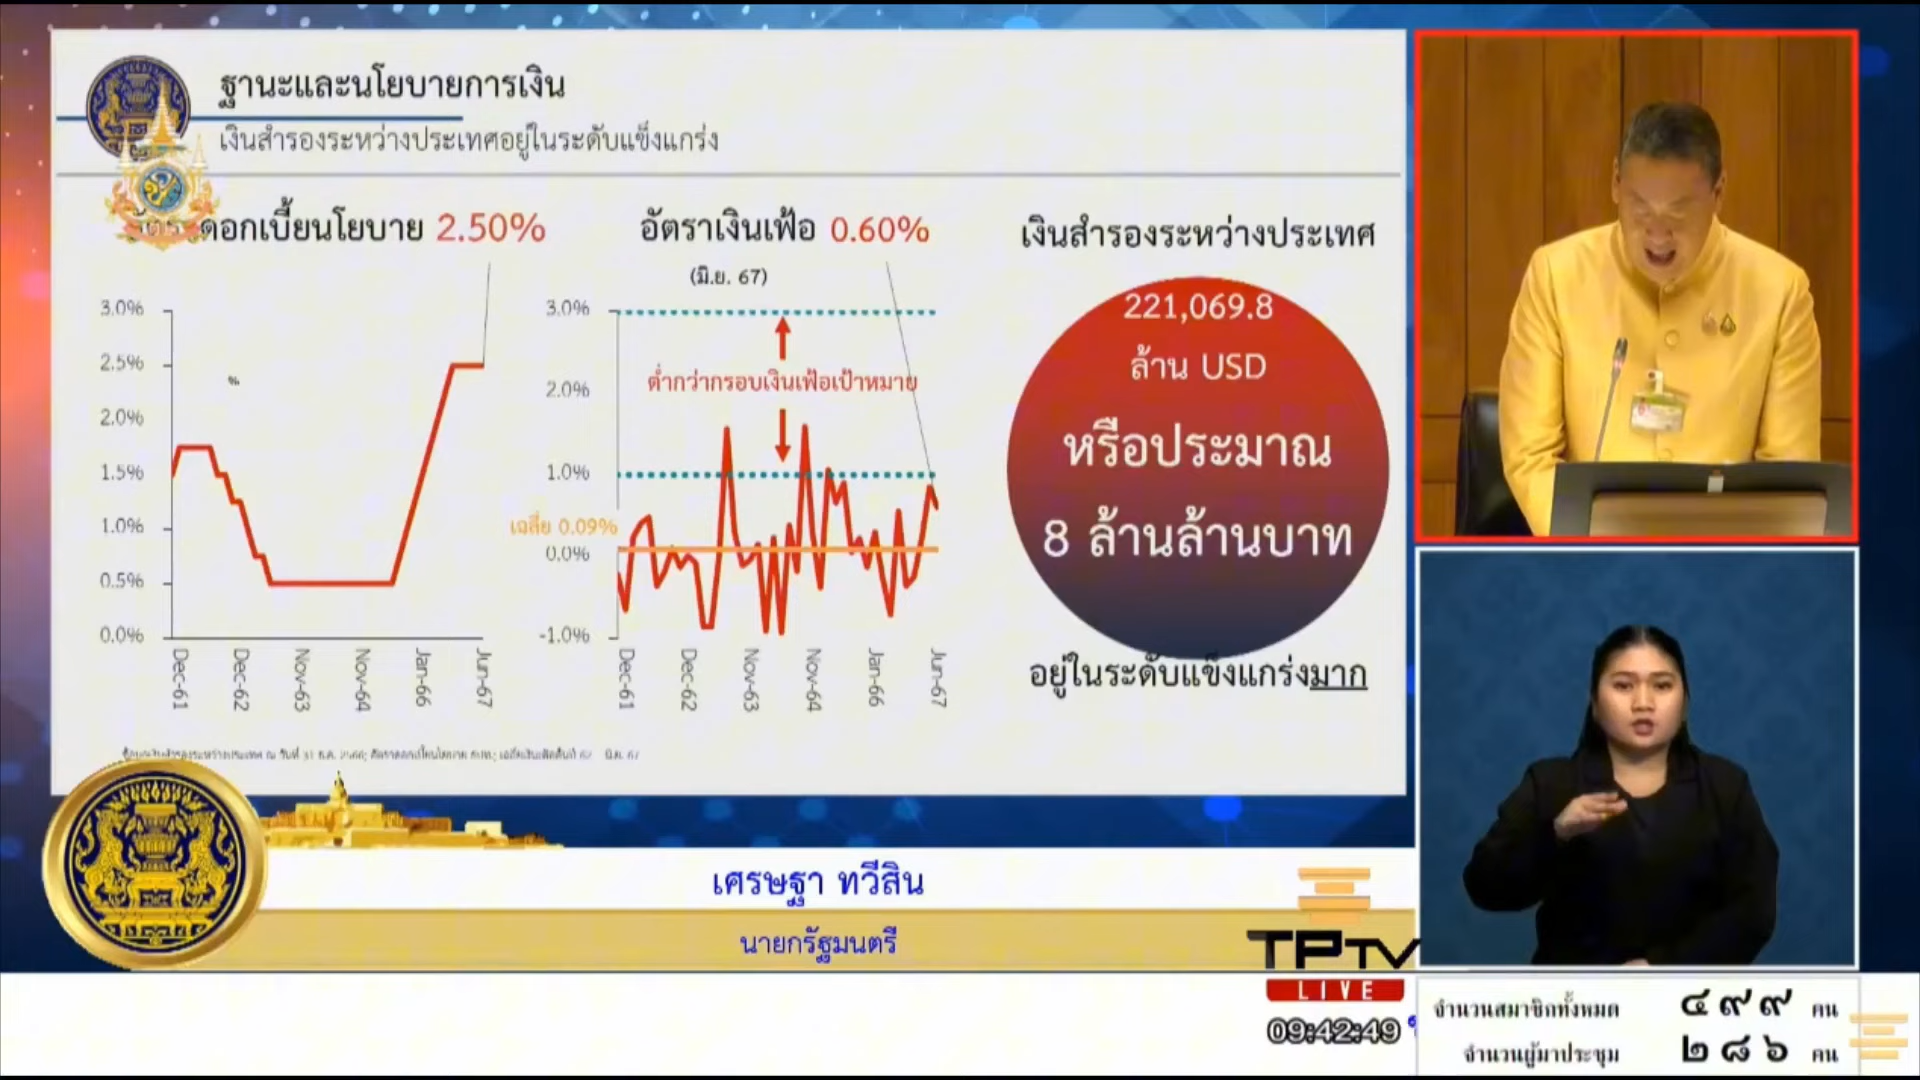 ฐานะและนโยบายการเงิน
เงินสำรองระหว่างประเทศอยู่ในระดับแข็งแกร่ง
ดอกเบี้ยนโยบาย 2.50%
3.0%
2.5%
2.0%
1.5%
1.0%
0.5%
0.0%
%
Dec-61
Dec-62
Nov-63
Nov-64
Jan-66
Jun-67
อัตราเงินเฟ้อ 0.60%
(มิ.ย. 67)
3.0%
2.0%
1.0%
0.0%
-1.0%
ต่ำกว่ากรอบเงินเฟ้อเป้าหมาย
เฉลี่ย 0.09%
Dec-61
Dec-62
Nov-63
Nov-64
Jan-66
Jun-67
เงินสำรองระหว่างประเทศ
221,069.8
ล้าน USD
หรือประมาณ
8 ล้านล้านบาท
อยู่ในระดับแข็งแกร่งมาก
เศรษฐา ทวีสิน
นายกรัฐมนตรี
TPTV
LIVE
09:42:49
จำนวนสมาชิกทั้งหมด ๔๙๙ คน
จำนวนผู้มาประชุม ๒๘๖ คน